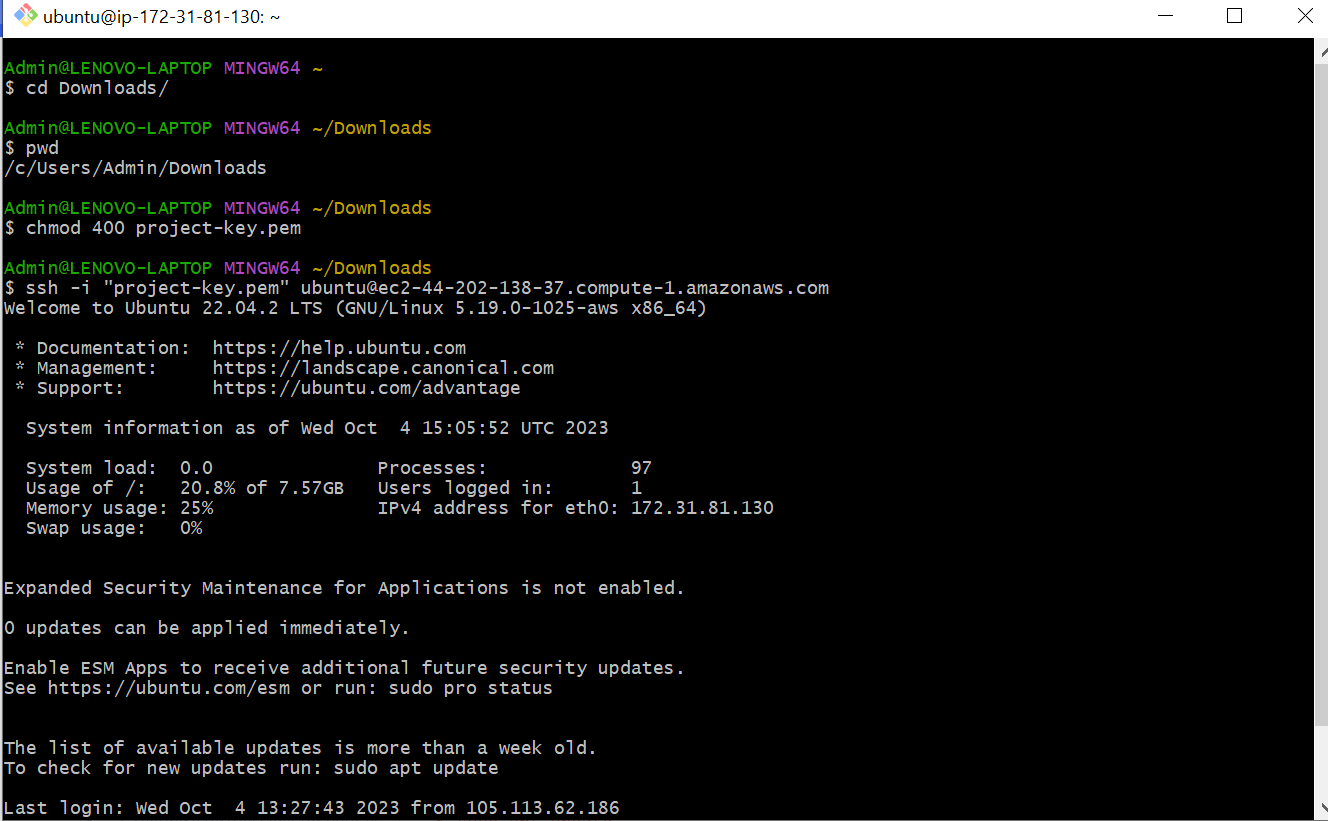 ubuntu@ip-172-31-81-130: ~
Admin@LENOVO-LAPTOP MINGW64 ~
$ cd Downloads/
Admin@LENOVO-LAPTOP MINGW64 ~/Downloads
$ pwd
/c/Users/Admin/Downloads
Admin@LENOVO-LAPTOP MINGW64 ~/Downloads
$ chmod 400 project-key.pem
Admin@LENOVO-LAPTOP MINGW64 ~/Downloads
$ ssh -i "project-key.pem" ubuntu@ec2-44-202-138-37.compute-1.amazonaws.com
Welcome to Ubuntu 22.04.2 LTS (GNU/Linux 5.19.0-1025-aws x86_64)
 * Documentation:  https://help.ubuntu.com
 * Management:     https://landscape.canonical.com
 * Support:        https://ubuntu.com/advantage
  System information as of Wed Oct  4 15:05:52 UTC 2023
  System load:  0.0               Processes:             97
  Usage of /:   20.8% of 7.57GB   Users logged in:       1
  Memory usage: 25%               IPv4 address for eth0: 172.31.81.130
  Swap usage:   0%
Expanded Security Maintenance for Applications is not enabled.
0 updates can be applied immediately.
Enable ESM Apps to receive additional future security updates.
See https://ubuntu.com/esm or run: sudo pro status
The list of available updates is more than a week old.
To check for new updates run: sudo apt update
Last login: Wed Oct  4 13:27:43 2023 from 105.113.62.186